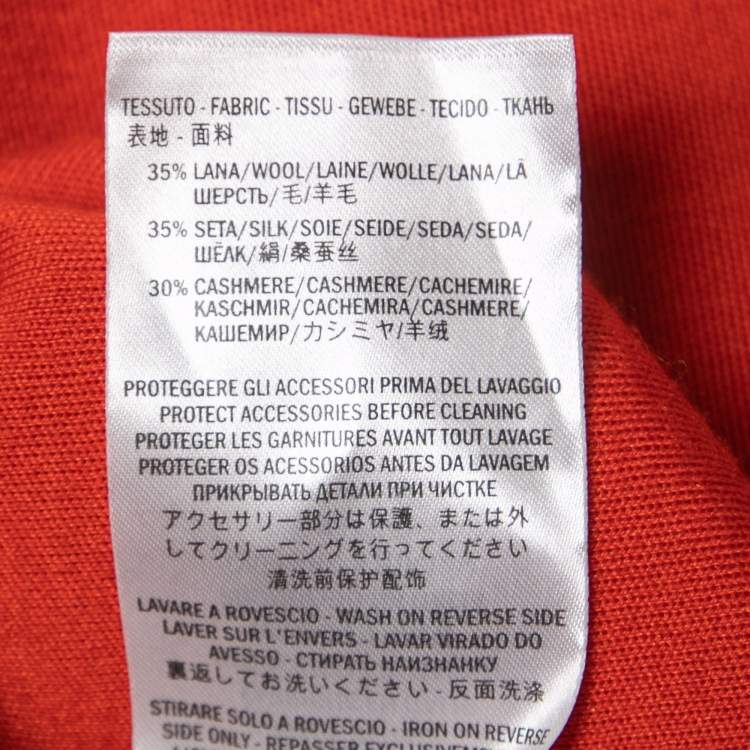 TESSUTO - FABRIC - TISSU - GEWEBE - TECIDO - ТКАНЬ
表地 - 面料
35% LANA/WOOL/LAINE/WOLLE/LANA/LÃ
ШЕРСТЬ/毛/羊毛
35% SETA/SILK/SOIE/SEIDE/SEDA/SEDA/
ШЁЛК/絹/桑蚕丝
30% CASHMERE/CASHMERE/CACHEMIRE/
KASCHMIR/CACHEMIRA/CASHMERE/
КАШЕМИР/カシミヤ/羊绒
PROTEGGERE GLI ACCESSORI PRIMA DEL LAVAGGIO
PROTECT ACCESSORIES BEFORE CLEANING
PROTEGER LES GARNITURES AVANT TOUT LAVAGE
PROTEGER OS ACESSORIOS ANTES DA LAVAGEM
ПРИКРЫВАТЬ ДЕТАЛИ ПРИ ЧИСТКЕ
アクセサリー部分は保護、または外
してクリーニングを行ってください
清洗前保护配饰
LAVARE A ROVESCIO - WASH ON REVERSE SIDE
LAVER SUR L'ENVERS - LAVAR VIRADO DO
AVESSO - СТИРАТЬ НАИЗНАНКУ
裏返してお洗いください - 反面洗涤
STIRARE SOLO A ROVESCIO - IRON ON REVERSE
SIDE ONLY - REPASSER